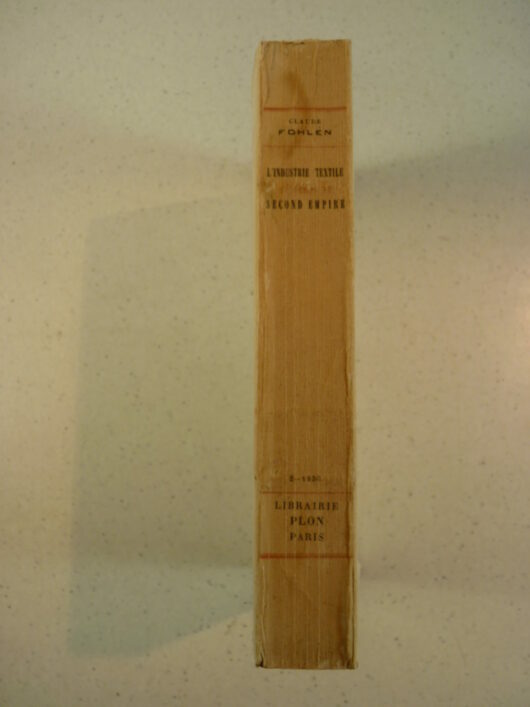 CLAUDE
FOHLEN
L'INDUSTRIE TEXTILE
SECOND EMPIRE
LIBRAIRIE
PLON
PARIS